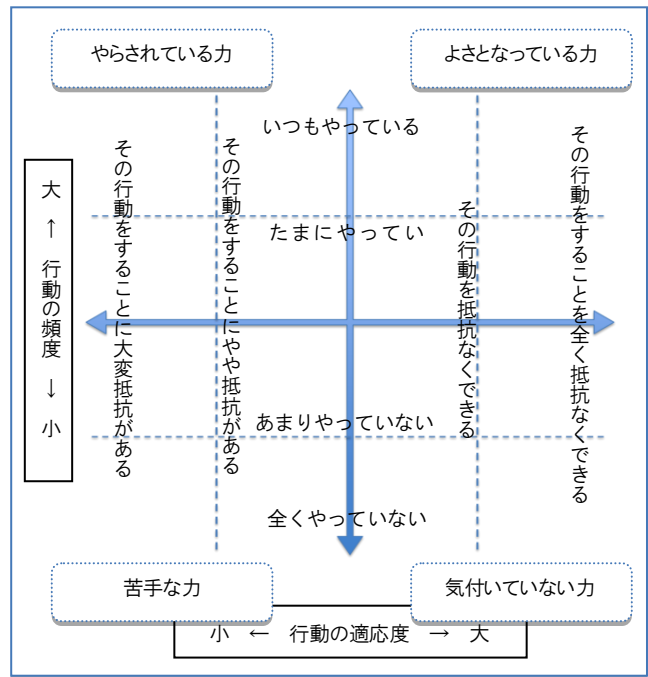 やらされている力
よさとなっている力
いつもやっている
その行動をすることに大変抵抗がある
その行動をすることにやや抵抗がある
その行動を抵抗なくできる
その行動をすることを全く抵抗なくできる
大 ↑ 行動の頻度 ↓ 小
たまにやってい
あまりやっていない
全くやっていない
苦手な力
気付いていない力
小 ← 行動の適応度 → 大